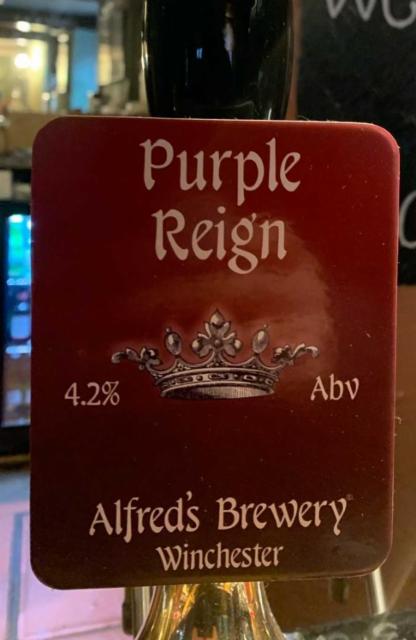 Purple
Reign
4.2% Abv
Alfred's Brewery
Winchester